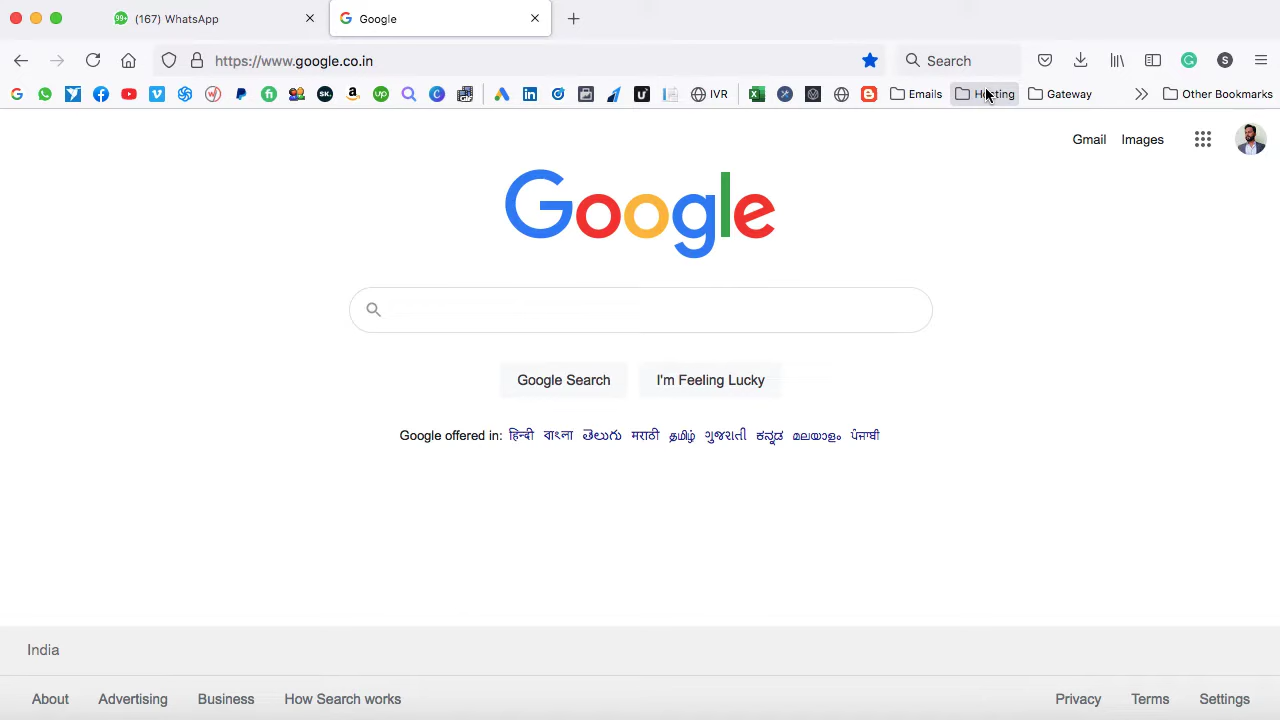 99+ (167) WhatsApp
Google
https://www.google.co.in
Search
S
IVR
Emails
Gateway
Other Bookmarks
Gmail Images
Google
Google Search I'm Feeling Lucky
Google offered in: हिन्दी বাংলা తెలుగు मराठी தமிழ் ગુજરાતી ಕನ್ನಡ മലയാളം ਪੰਜਾਬੀ
India
About Advertising Business How Search works
Privacy Terms Settings